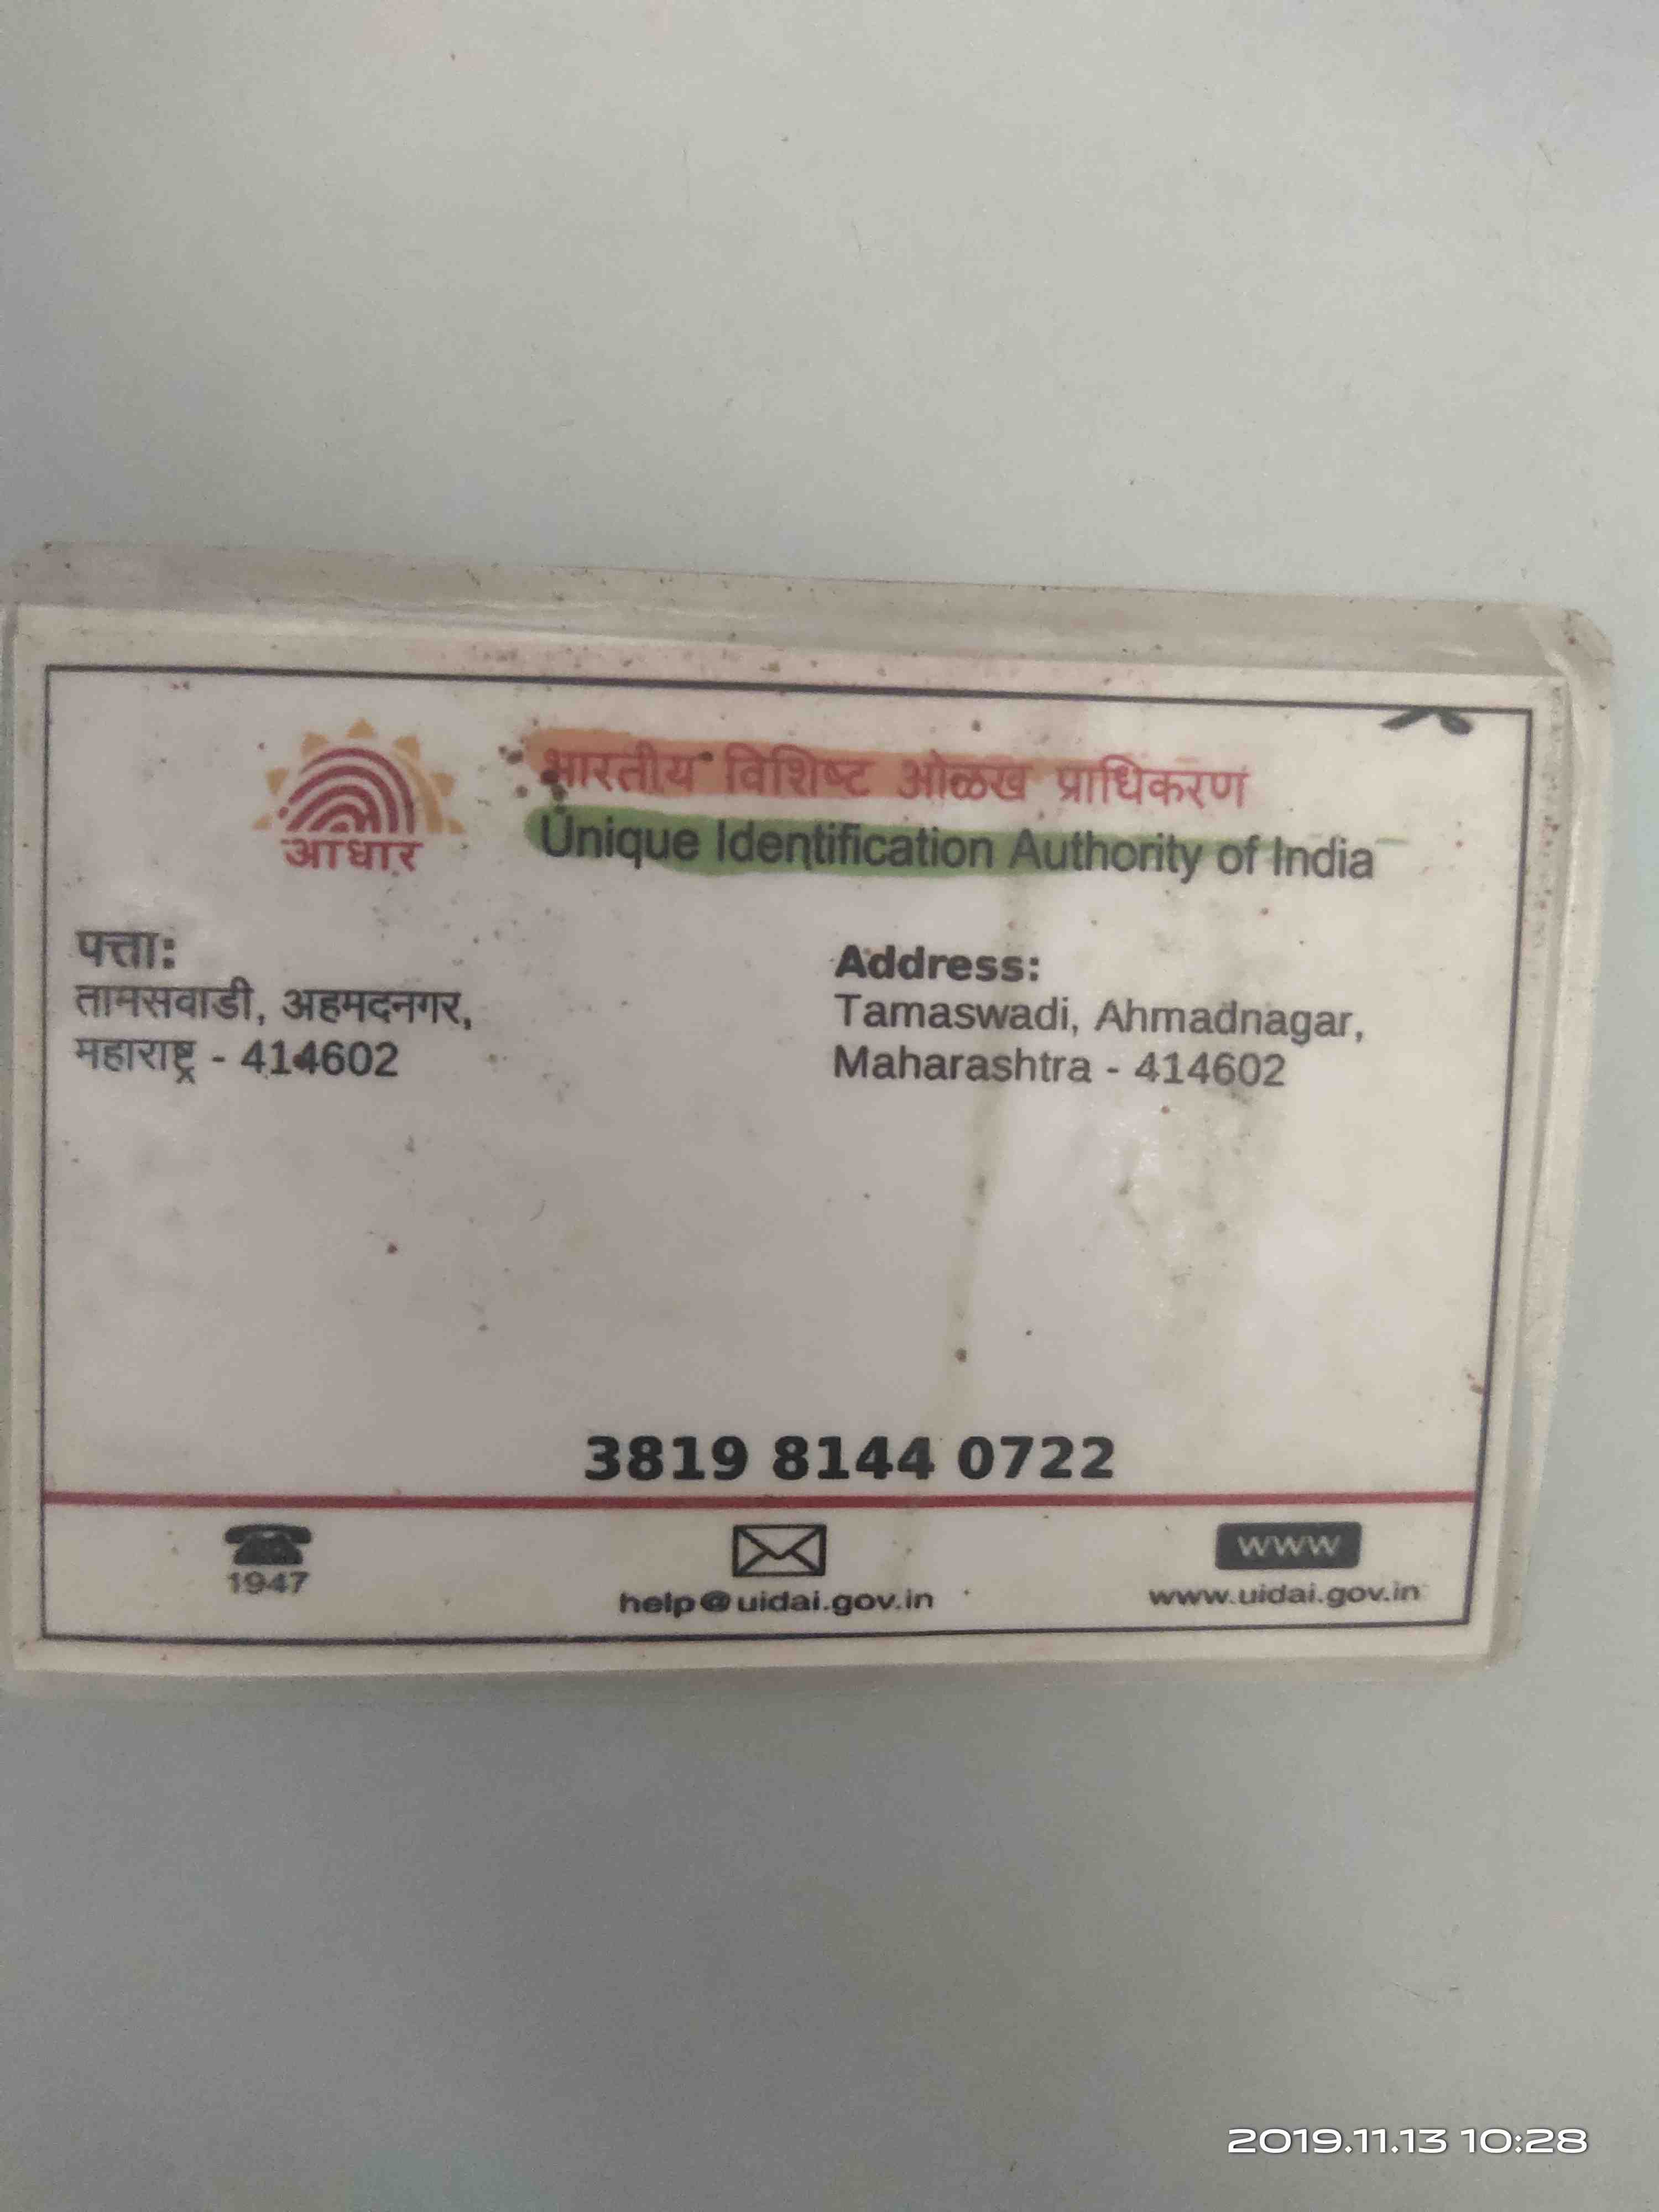 आधार
भारतीय विशिष्ट ओळख प्राधिकरण
Unique Identification Authority of India
पत्ता:
तामसवाडी, अहमदनगर,
महाराष्ट्र - 414602
Address:
Tamaswadi, Ahmadnagar,
Maharashtra - 414602
3819 8144 0722
1947
help@uidai.gov.in
WWW
www.uidai.gov.in
2019.11.13 10:28